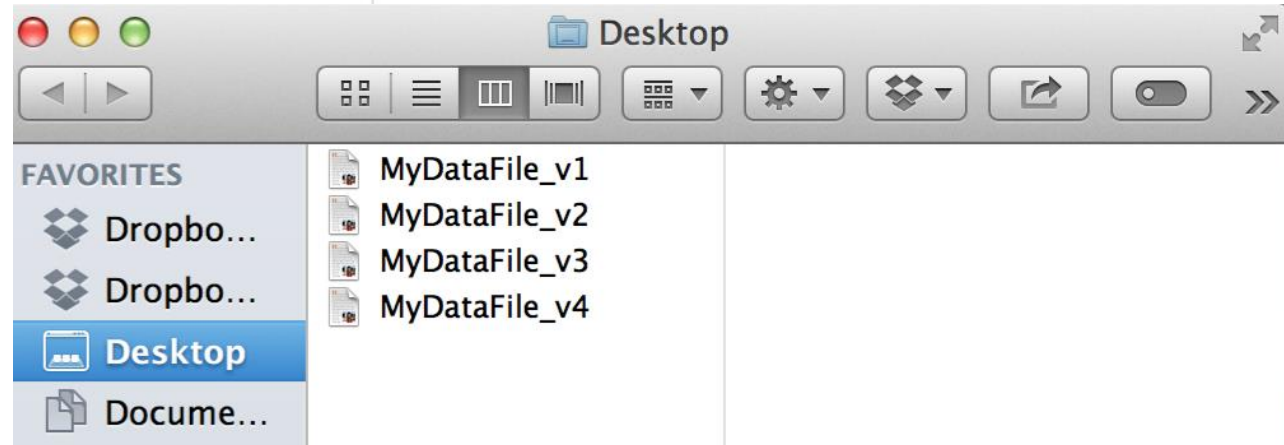 Desktop
FAVORITES
Dropbo...
Dropbo...
Desktop
Docume...
MyDataFile_v1
MyDataFile_v2
MyDataFile_v3
MyDataFile_v4